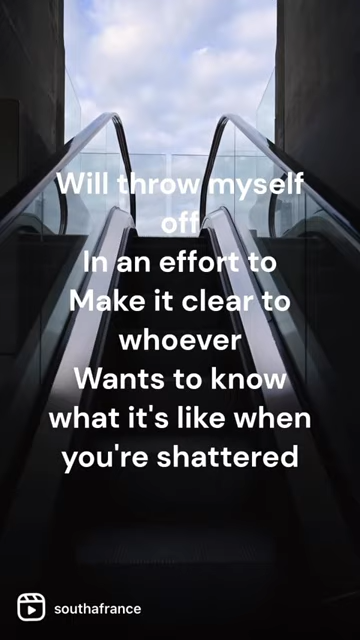 Will throw myself
off
In an effort to
Make it clear to
whoever
Wants to know
what it's like when
you're shattered
southafrance